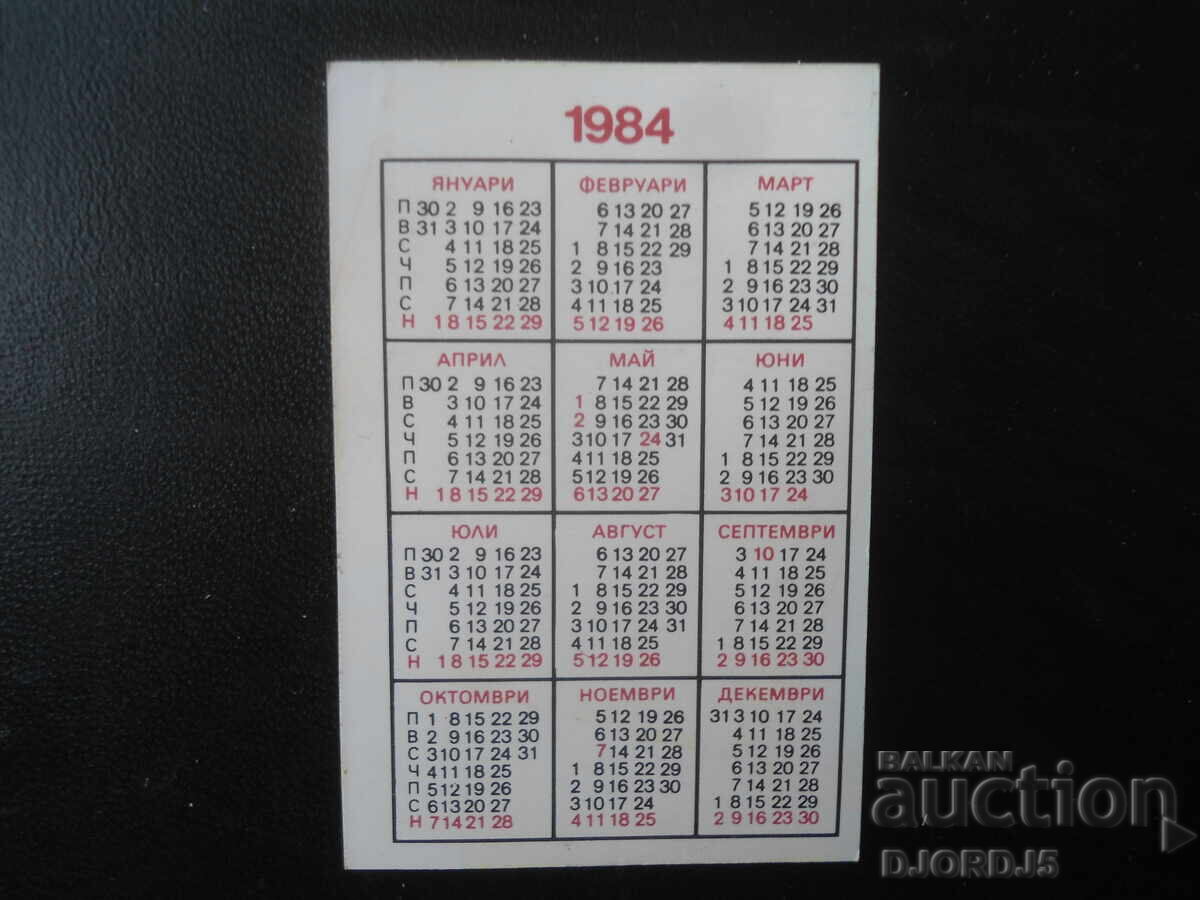 1984
ЯНУАРИ ФЕВРУАРИ МАРТ
П 30 2 9 16 23 6 13 20 27 5 12 19 26
В 31 3 10 17 24 7 14 21 28 6 13 20 27
С 4 11 18 25 1 8 15 22 29 7 14 21 28
Ч 5 12 19 26 2 9 16 23 1 8 15 22 29
П 6 13 20 27 3 10 17 24 2 9 16 23 30
С 7 14 21 28 4 11 18 25 3 10 17 24 31
Н 1 8 15 22 29 5 12 19 26 4 11 18 25
АПРИЛ МАЙ ЮНИ
П 30 2 9 16 23 7 14 21 28 4 11 18 25
В 3 10 17 24 1 8 15 22 29 5 12 19 26
С 4 11 18 25 2 9 16 23 30 6 13 20 27
Ч 5 12 19 26 3 10 17 24 31 7 14 21 28
П 6 13 20 27 4 11 18 25 1 8 15 22 29
С 7 14 21 28 5 12 19 26 2 9 16 23 30
Н 1 8 15 22 29 6 13 20 27 3 10 17 24
ЮЛИ АВГУСТ СЕПТЕМВРИ
П 30 2 9 16 23 6 13 20 27 3 10 17 24
В 31 3 10 17 24 7 14 21 28 4 11 18 25
С 4 11 18 25 1 8 15 22 29 5 12 19 26
Ч 5 12 19 26 2 9 16 23 30 6 13 20 27
П 6 13 20 27 3 10 17 24 31 7 14 21 28
С 7 14 21 28 4 11 18 25 1 8 15 22 29
Н 1 8 15 22 29 5 12 19 26 2 9 16 23 30
ОКТОМВРИ НОЕМВРИ ДЕКЕМВРИ
П 1 8 15 22 29 5 12 19 26 31 3 10 17 24
В 2 9 16 23 30 6 13 20 27 4 11 18 25
С 3 10 17 24 31 7 14 21 28 5 12 19 26
Ч 4 11 18 25 1 8 15 22 29 6 13 20 27
П 5 12 19 26 2 9 16 23 30 7 14 21 28
С 6 13 20 27 3 10 17 24 1 8 15 22 29
Н 7 14 21 28 4 11 18 25 2 9 16 23 30
BALKAN
auction
DJORDJ5